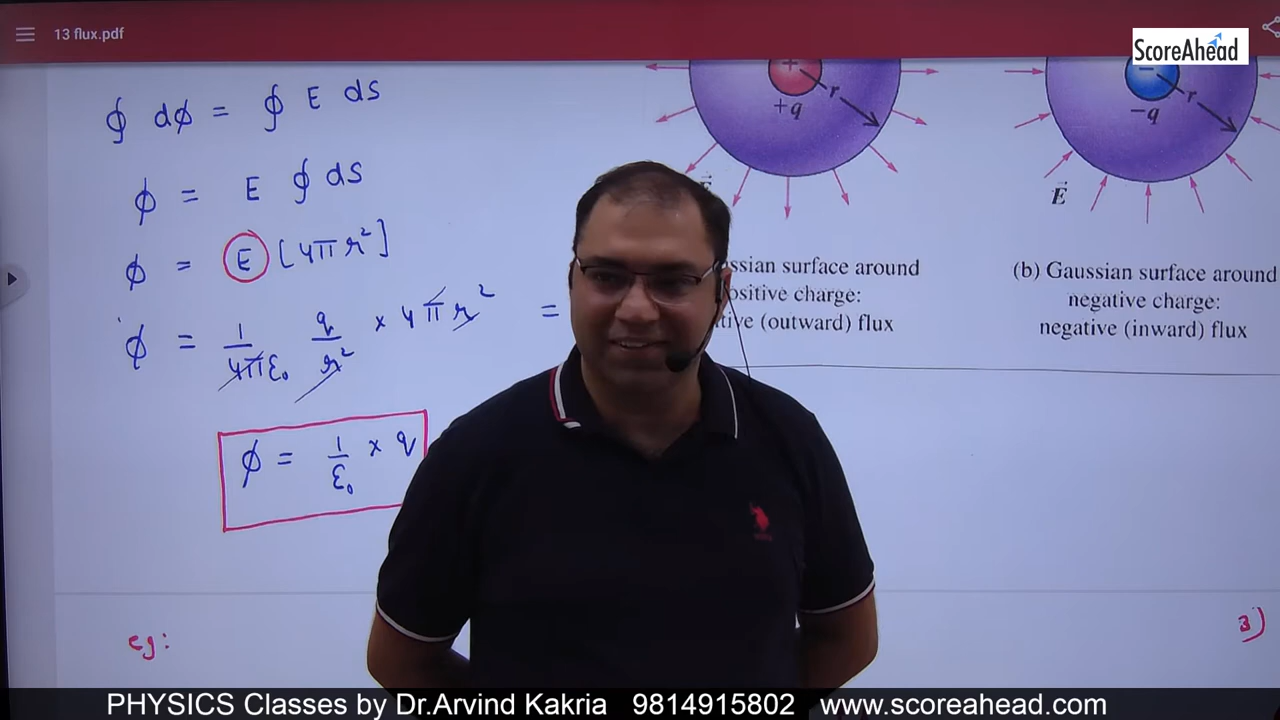 13 flux.pdf
ScoreAhead
∮ dϕ = ∮ E ds
ϕ = E ∮ ds
ϕ = E [4πr²]
ϕ = 1/4πε₀ q/r² × 4πr² =
ϕ = 1/ε₀ × q
eg:
+
+q
r
E⃗
ssian surface around
ositive charge:
tive (outward) flux
−
−q
r
E⃗
(b) Gaussian surface around
negative charge:
negative (inward) flux
3)
PHYSICS Classes by Dr.Arvind Kakria 9814915802 www.scoreahead.com